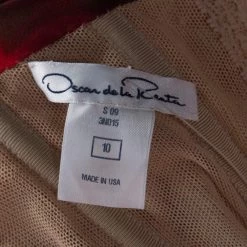 Oscar de la Renta
S 09
3N015
10
MADE IN USA